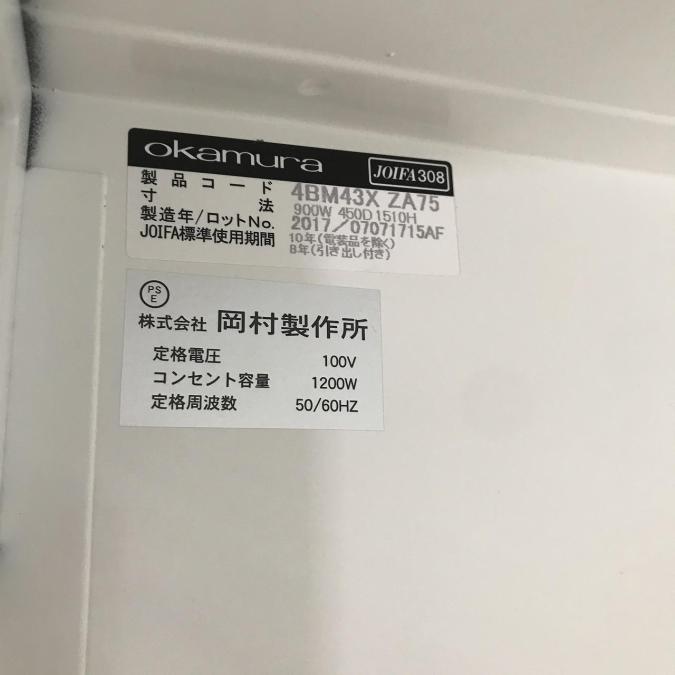 okamura
JOIFA308
製品コード 4BM43X ZA75
寸法 900W 450D 1510H
製造年/ロットNo. 2017/07071715AF
JOIFA標準使用期間 10年(電装品を除く)
8年(引き出し付き)
PS
E
株式会社 岡村製作所
定格電圧 100V
コンセント容量 1200W
定格周波数 50/60HZ